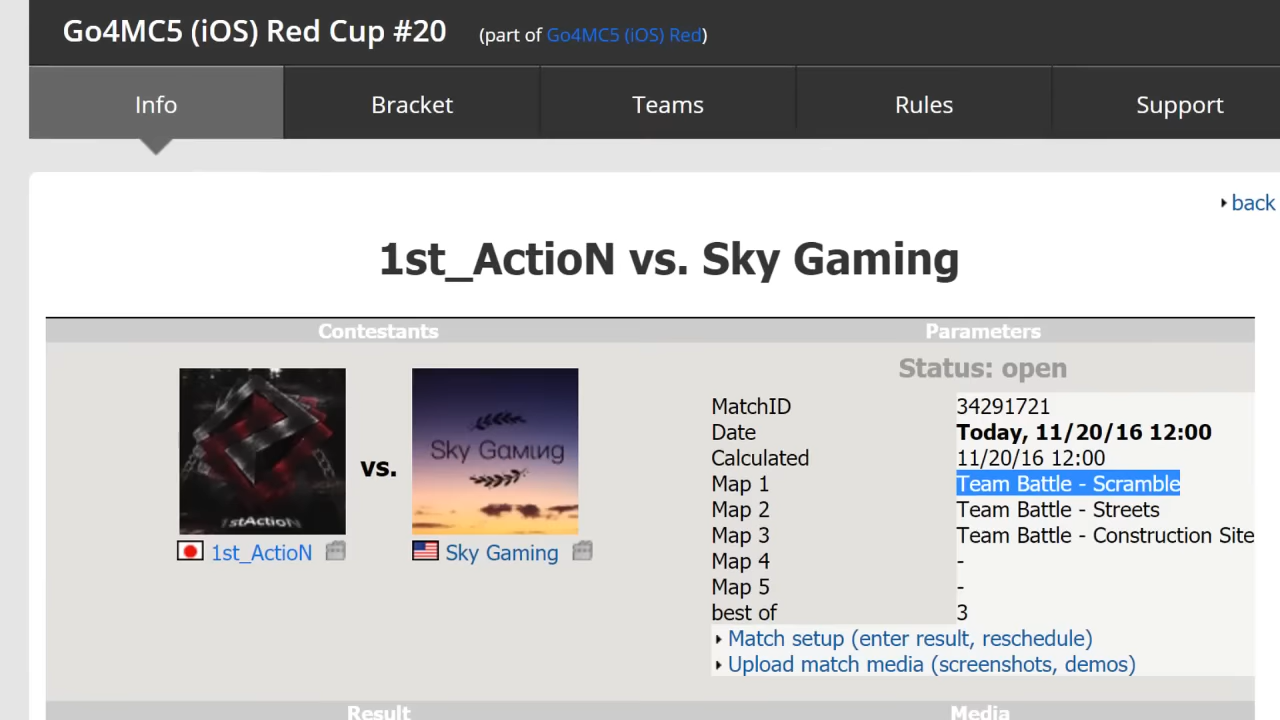 Go4MC5 (iOS) Red Cup #20 (part of Go4MC5 (iOS) Red)
Info Bracket Teams Rules Support
back
1st_ActioN vs. Sky Gaming
Contestants Parameters
Status: open
MatchID 34291721
Date Today, 11/20/16 12:00
Calculated 11/20/16 12:00
Map 1 Team Battle - Scramble
Map 2 Team Battle - Streets
Map 3 Team Battle - Construction Site
Map 4 -
Map 5 -
best of 3
Match setup (enter result, reschedule)
Upload match media (screenshots, demos)
1stActioN
vs.
Sky Gaming
1st_ActioN Sky Gaming
Result Media